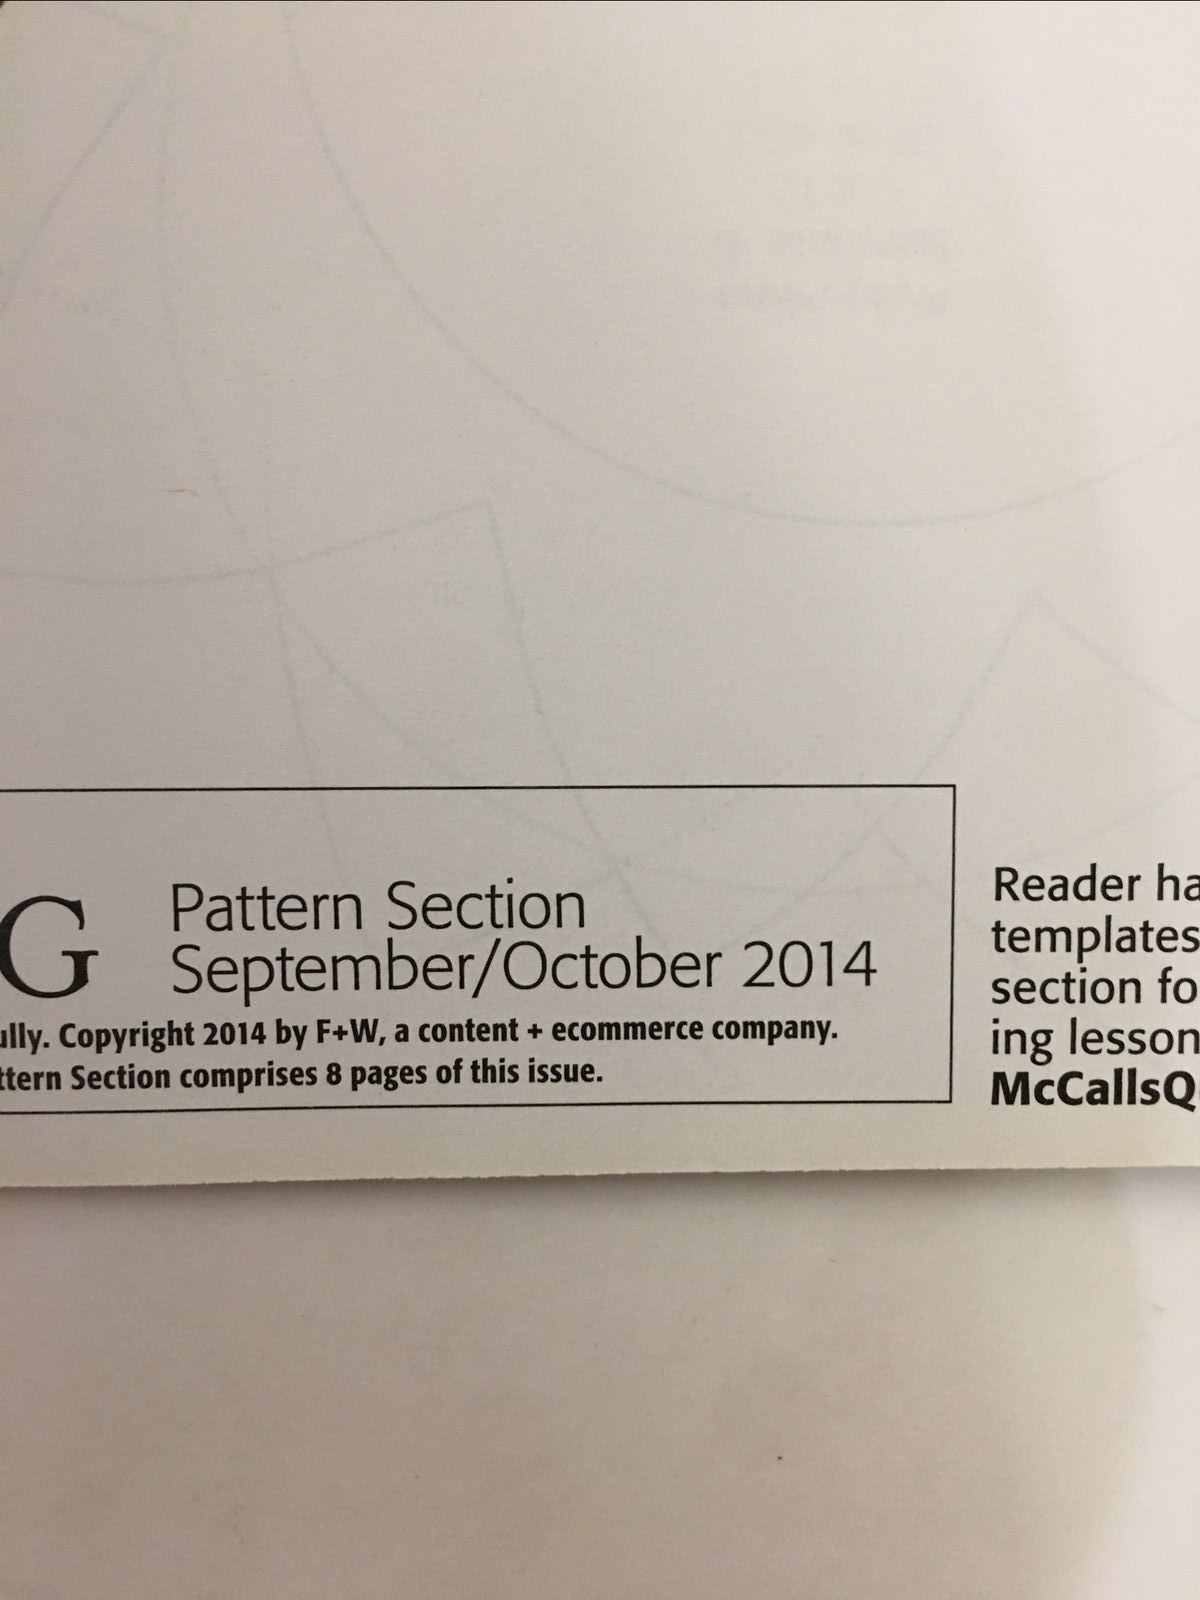 G
Pattern Section
September/October 2014
ully. Copyright 2014 by F+W, a content + ecommerce company.
ttern Section comprises 8 pages of this issue.
Reader ha
templates
section fo
ing lesson
McCallsQ